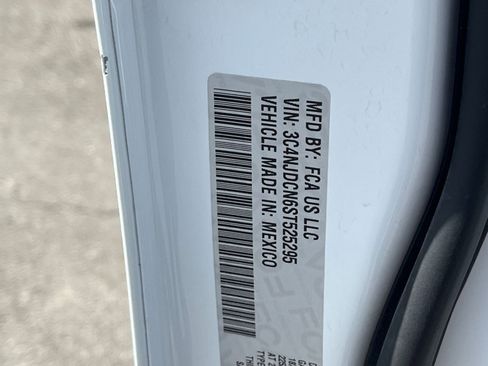 MFD BY: FCA US LLC
VIN: 3C4NJDCN6ST525295
VEHICLE MADE IN: MEXICO